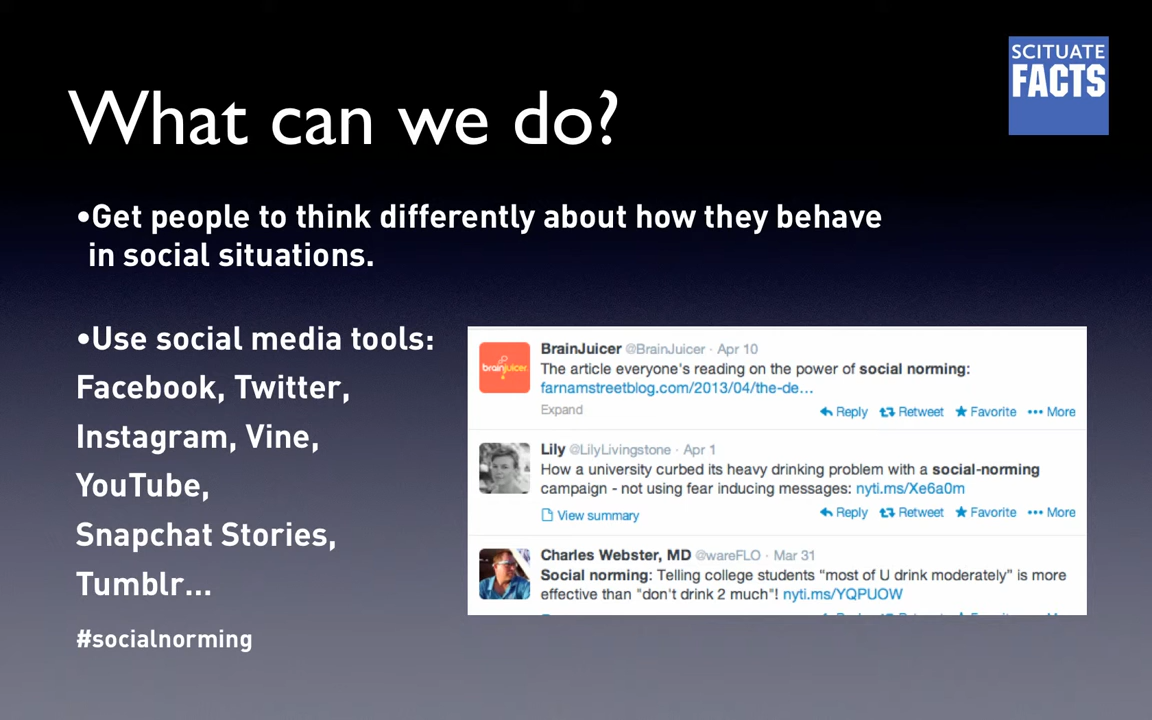 SCITUATE
FACTS
What can we do?
•Get people to think differently about how they behave
in social situations.
•Use social media tools:
Facebook, Twitter,
Instagram, Vine,
YouTube,
Snapchat Stories,
Tumblr...
#socialnorming
brainjuicer
BrainJuicer @BrainJuicer · Apr 10
The article everyone's reading on the power of social norming:
farnamstreetblog.com/2013/04/the-de...
Expand
Reply Retweet Favorite More
Lily @LilyLivingstone · Apr 1
How a university curbed its heavy drinking problem with a social-norming
campaign - not using fear inducing messages: nyti.ms/Xe6a0m
View summary
Reply Retweet Favorite More
Charles Webster, MD @wareFLO · Mar 31
Social norming: Telling college students “most of U drink moderately” is more
effective than "don't drink 2 much"! nyti.ms/YQPUOW